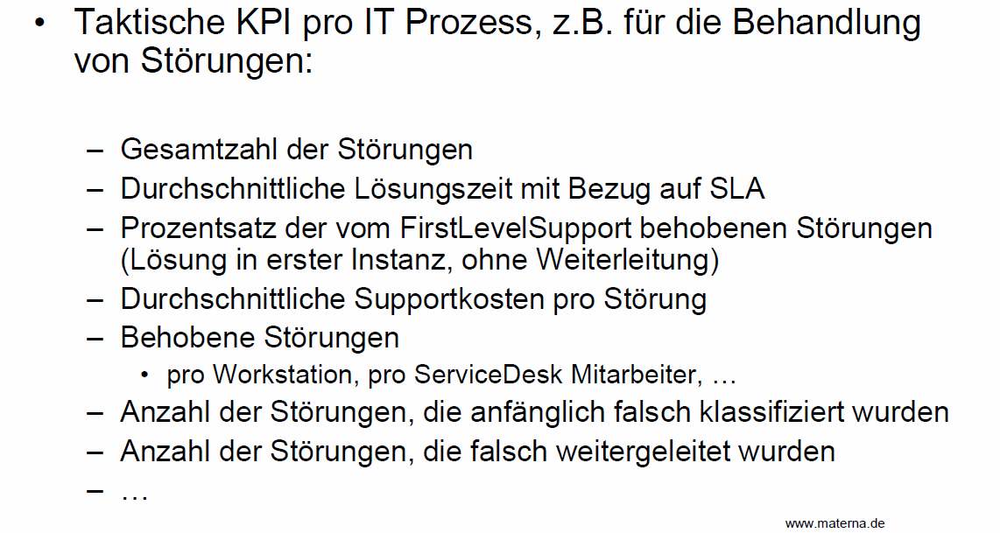 • Taktische KPI pro IT Prozess, z.B. für die Behandlung
von Störungen:
– Gesamtzahl der Störungen
– Durchschnittliche Lösungszeit mit Bezug auf SLA
– Prozentsatz der vom FirstLevelSupport behobenen Störungen
(Lösung in erster Instanz, ohne Weiterleitung)
– Durchschnittliche Supportkosten pro Störung
– Behobene Störungen
• pro Workstation, pro ServiceDesk Mitarbeiter, …
– Anzahl der Störungen, die anfänglich falsch klassifiziert wurden
– Anzahl der Störungen, die falsch weitergeleitet wurden
– …
www.materna.de